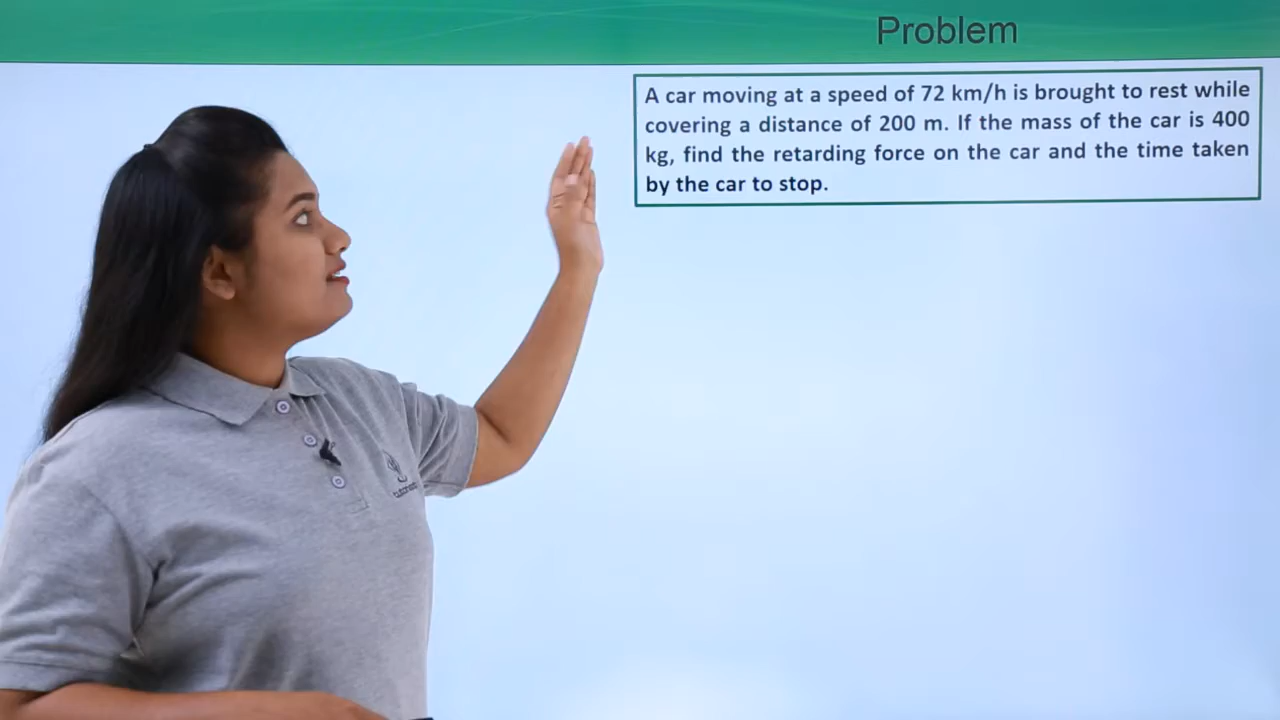 Problem
A car moving at a speed of 72 km/h is brought to rest while
covering a distance of 200 m. If the mass of the car is 400
kg, find the retarding force on the car and the time taken
by the car to stop.